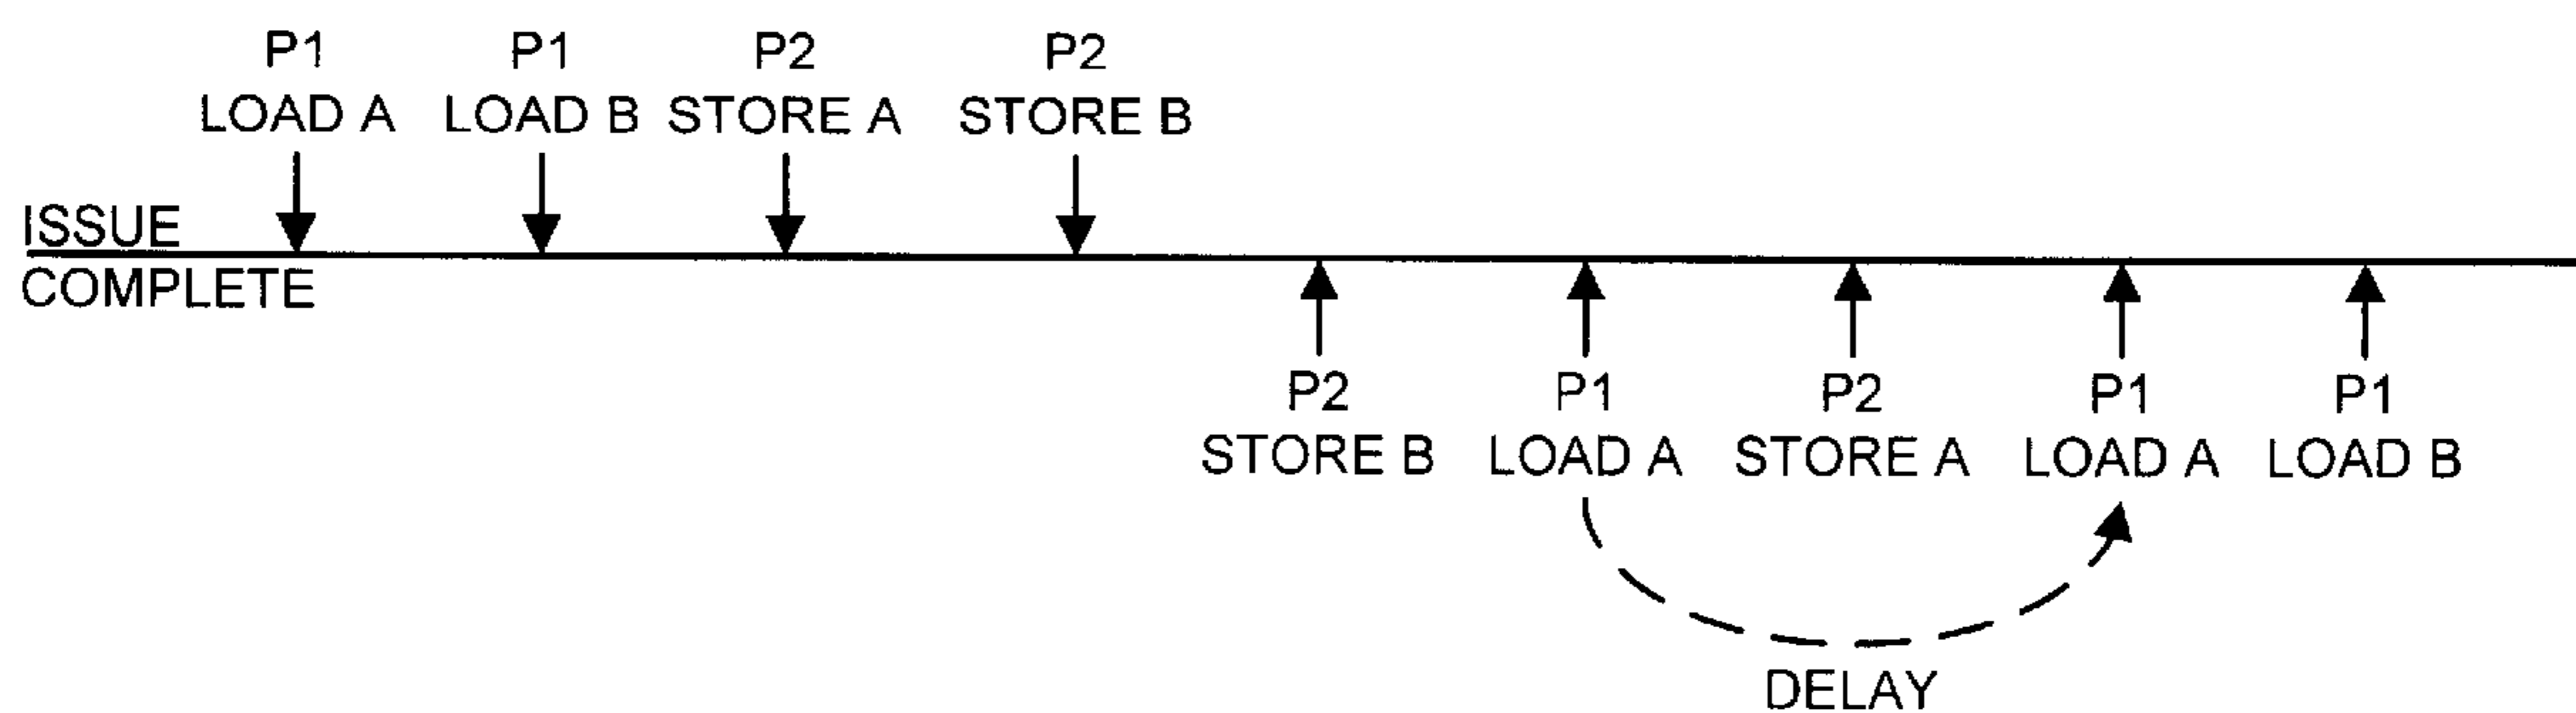 P1 P1 P2 P2
LOAD A LOAD B STORE A STORE B
ISSUE
COMPLETE
P2 P1 P2 P1 P1
STORE B LOAD A STORE A LOAD A LOAD B
DELAY